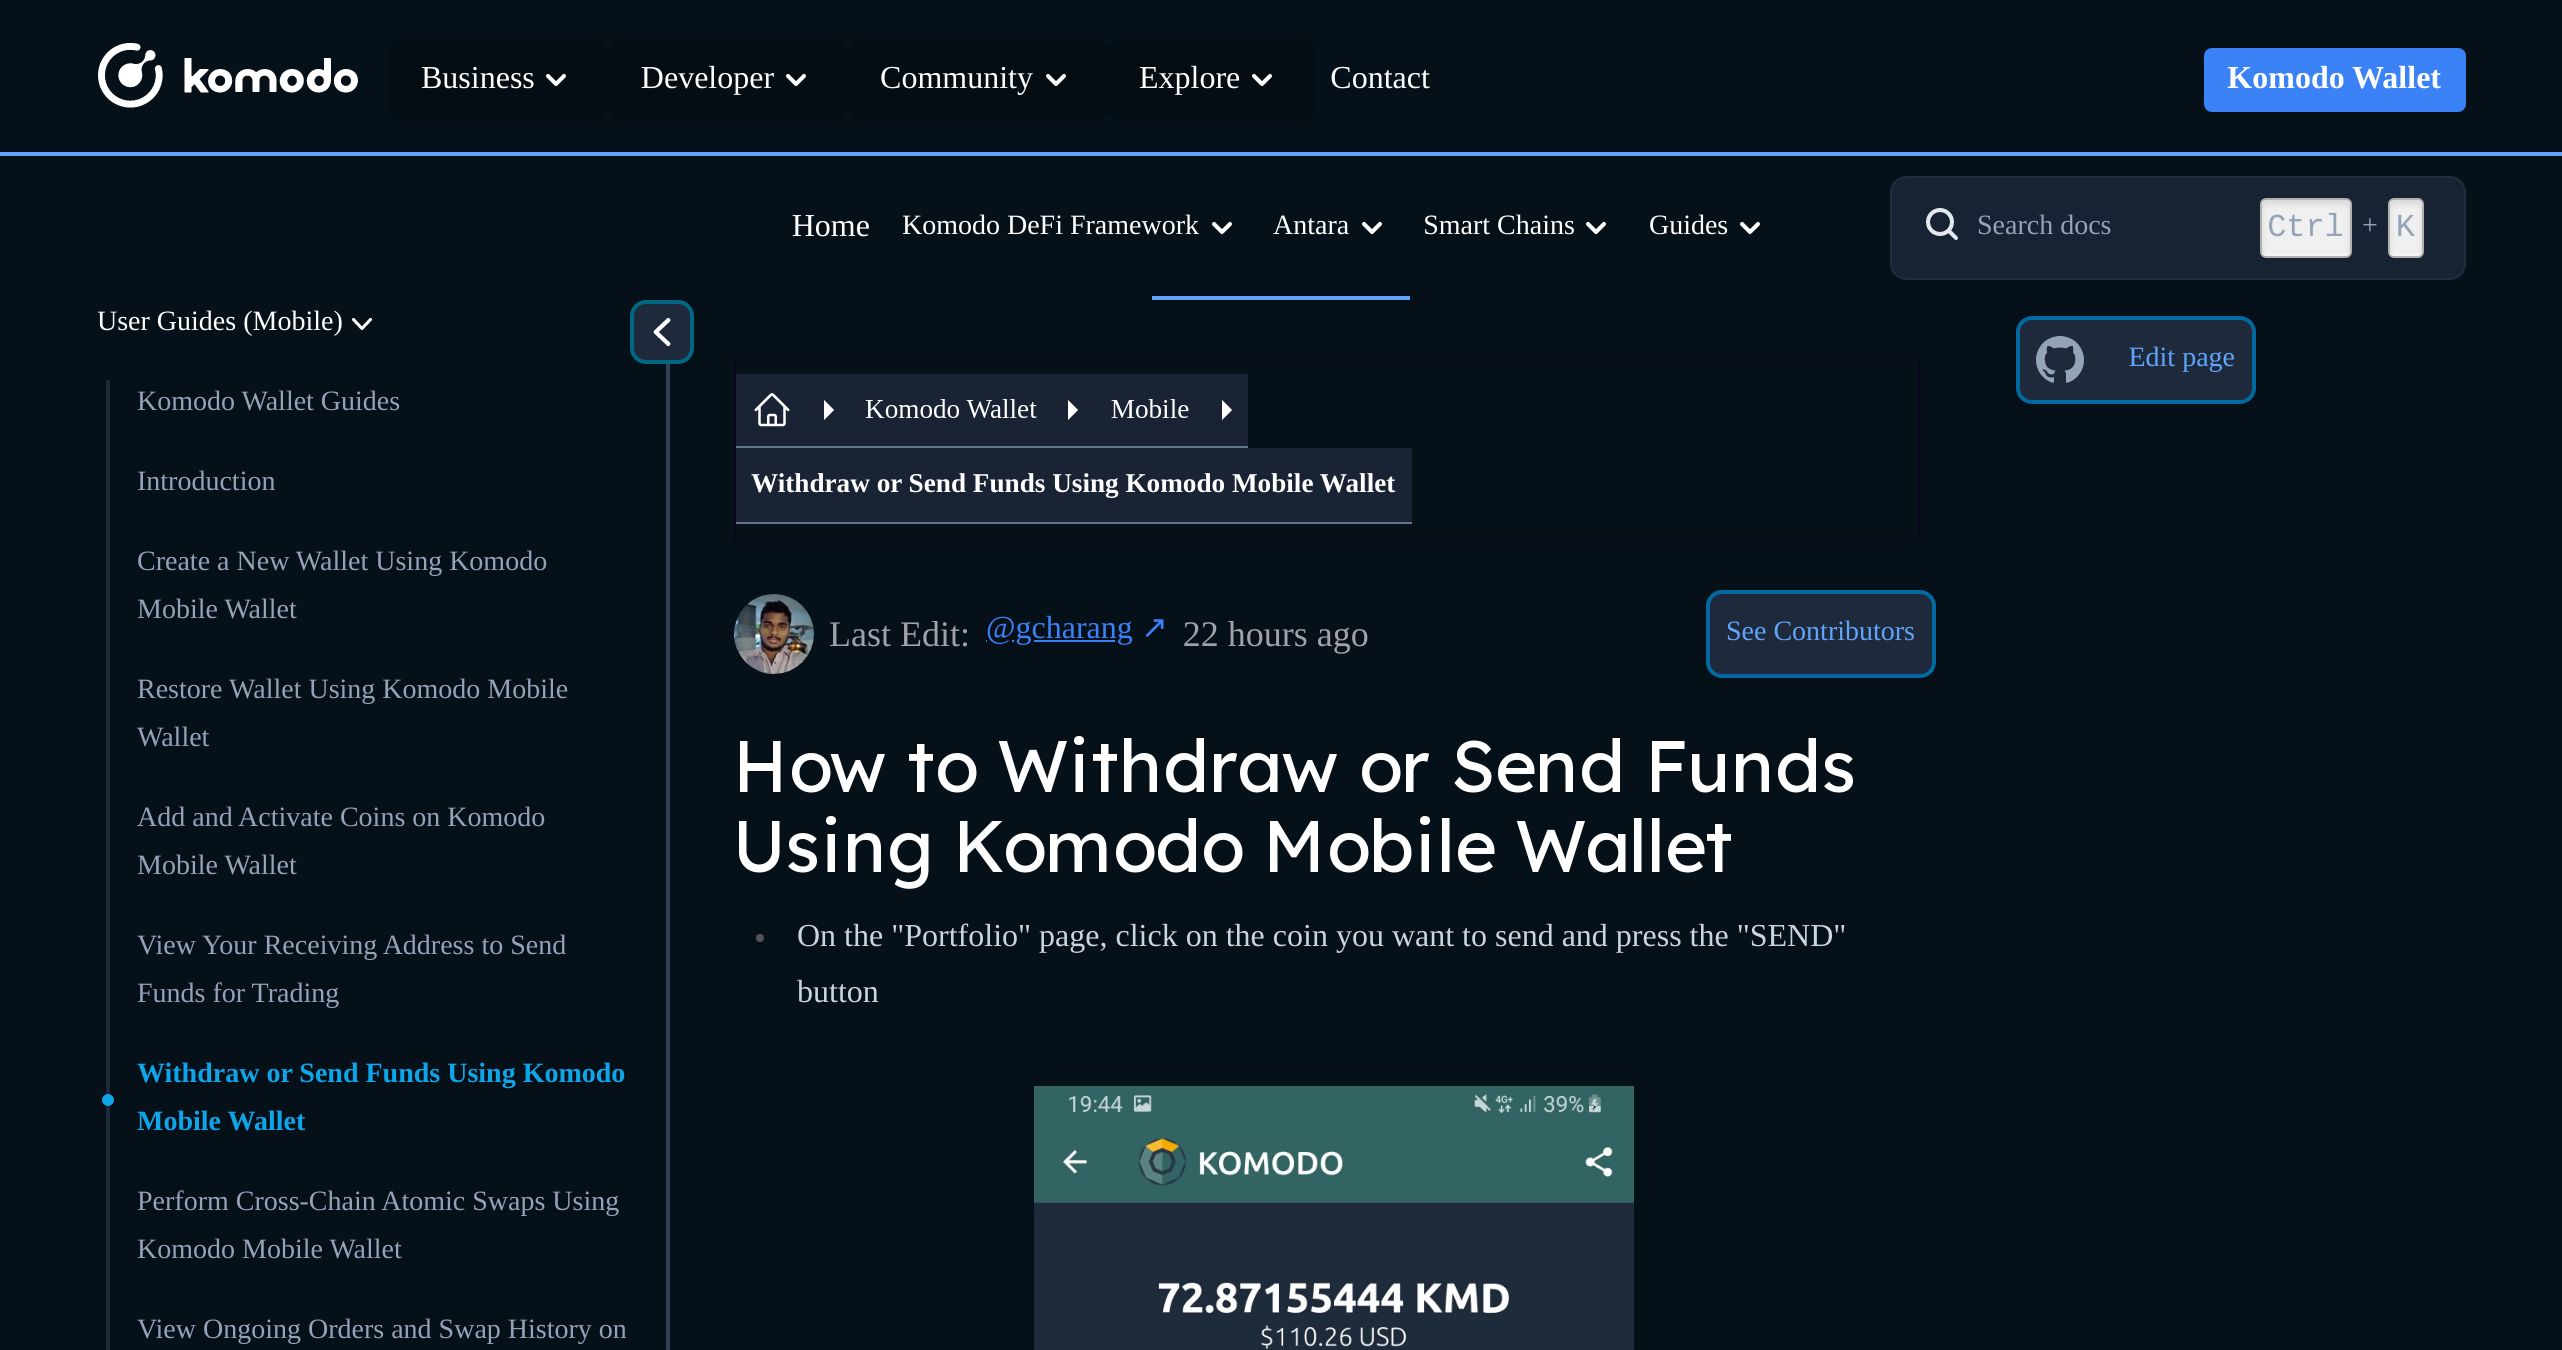 komodo
Business
Developer
Community
Explore
Contact
Komodo Wallet
Home
Komodo DeFi Framework
Antara
Smart Chains
Guides
Search docs
Ctrl + K
User Guides (Mobile)
Komodo Wallet Guides
Introduction
Create a New Wallet Using Komodo
Mobile Wallet
Restore Wallet Using Komodo Mobile
Wallet
Add and Activate Coins on Komodo
Mobile Wallet
View Your Receiving Address to Send
Funds for Trading
Withdraw or Send Funds Using Komodo
Mobile Wallet
Perform Cross-Chain Atomic Swaps Using
Komodo Mobile Wallet
View Ongoing Orders and Swap History on
Edit page
Komodo Wallet
Mobile
Withdraw or Send Funds Using Komodo Mobile Wallet
Last Edit: @gcharang 22 hours ago
See Contributors
How to Withdraw or Send Funds
Using Komodo Mobile Wallet
On the "Portfolio" page, click on the coin you want to send and press the "SEND"
button
19:44
4G+
39%
KOMODO
72.87155444 KMD
$110.26 USD